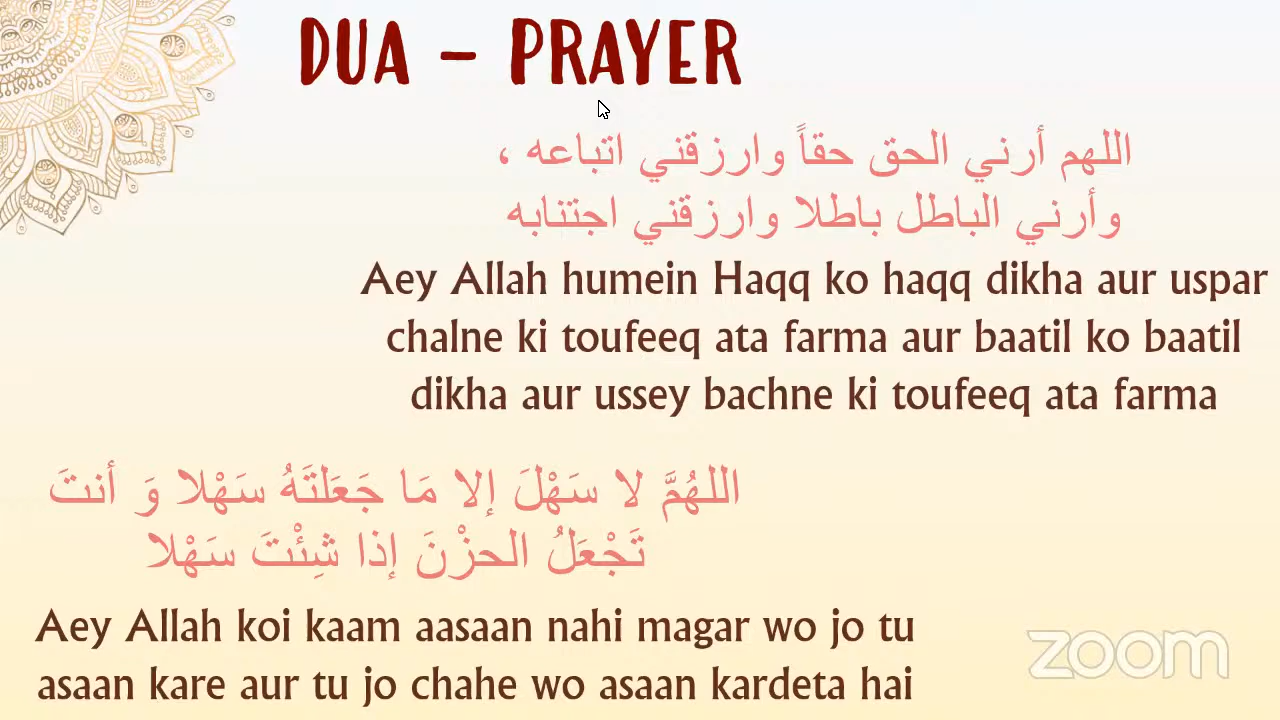 DUA - PRAYER
اللهم أرني الحق حقاً وارزقني اتباعه ،
وأرني الباطل باطلا وارزقني اجتنابه
Aey Allah humein Haqq ko haqq dikha aur uspar
chalne ki toufeeq ata farma aur baatil ko baatil
dikha aur ussey bachne ki toufeeq ata farma
اللهُمَّ لا سَهْلَ إلا مَا جَعَلتَهُ سَهْلا وَ أنتَ
تَجْعَلُ الحزْنَ إذا شِئْتَ سَهْلا
Aey Allah koi kaam aasaan nahi magar wo jo tu
asaan kare aur tu jo chahe wo asaan kardeta hai
zoom